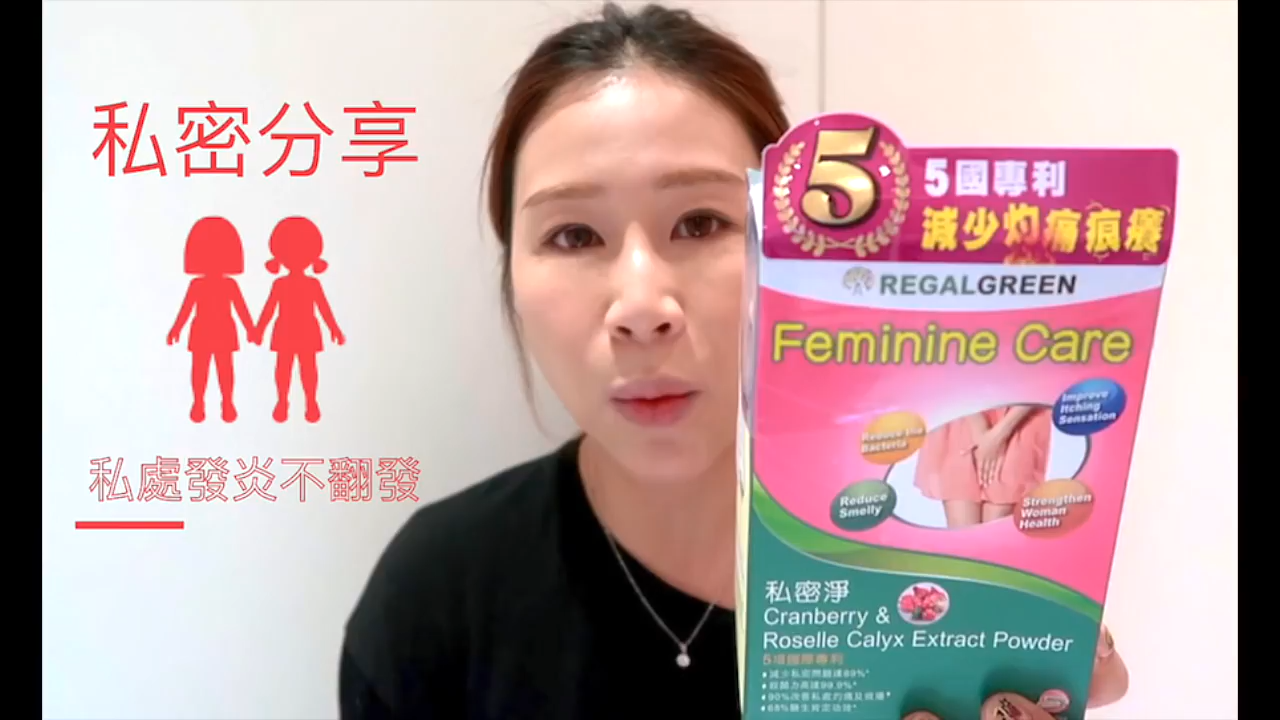 私密分享
私處發炎不翻發
5
5國專利
減少灼痛痕癢
REGALGREEN
Feminine Care
Improve
Itching
Sensation
Reduce the
Bacteria
Reduce
Smelly
Strengthen
Woman
Health
私密淨
Cranberry &
Roselle Calyx Extract Powder
5項國際專利